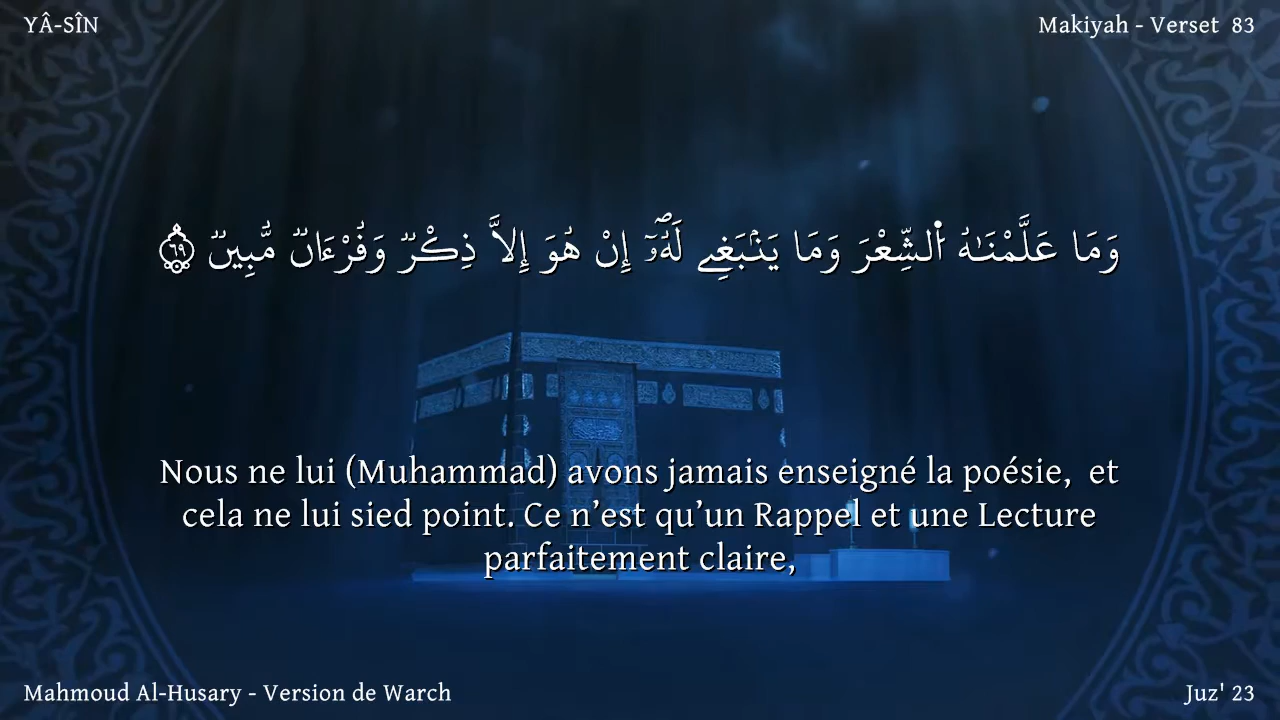 YÂ-SÎN
Makiyah - Verset 83
وَمَا عَلَّمْنَٰهُ اُ۬لشِّعْرَ وَمَا يَنۢبَغِے لَهُۥٓۖ إِنْ هُوَ إِلَّا ذِكْرٞ وَقُرْءَانٞ مُّبِينٞ ٦٩
Nous ne lui (Muhammad) avons jamais enseigné la poésie, et
cela ne lui sied point. Ce n’est qu’un Rappel et une Lecture
parfaitement claire,
Mahmoud Al-Husary - Version de Warch
Juz' 23